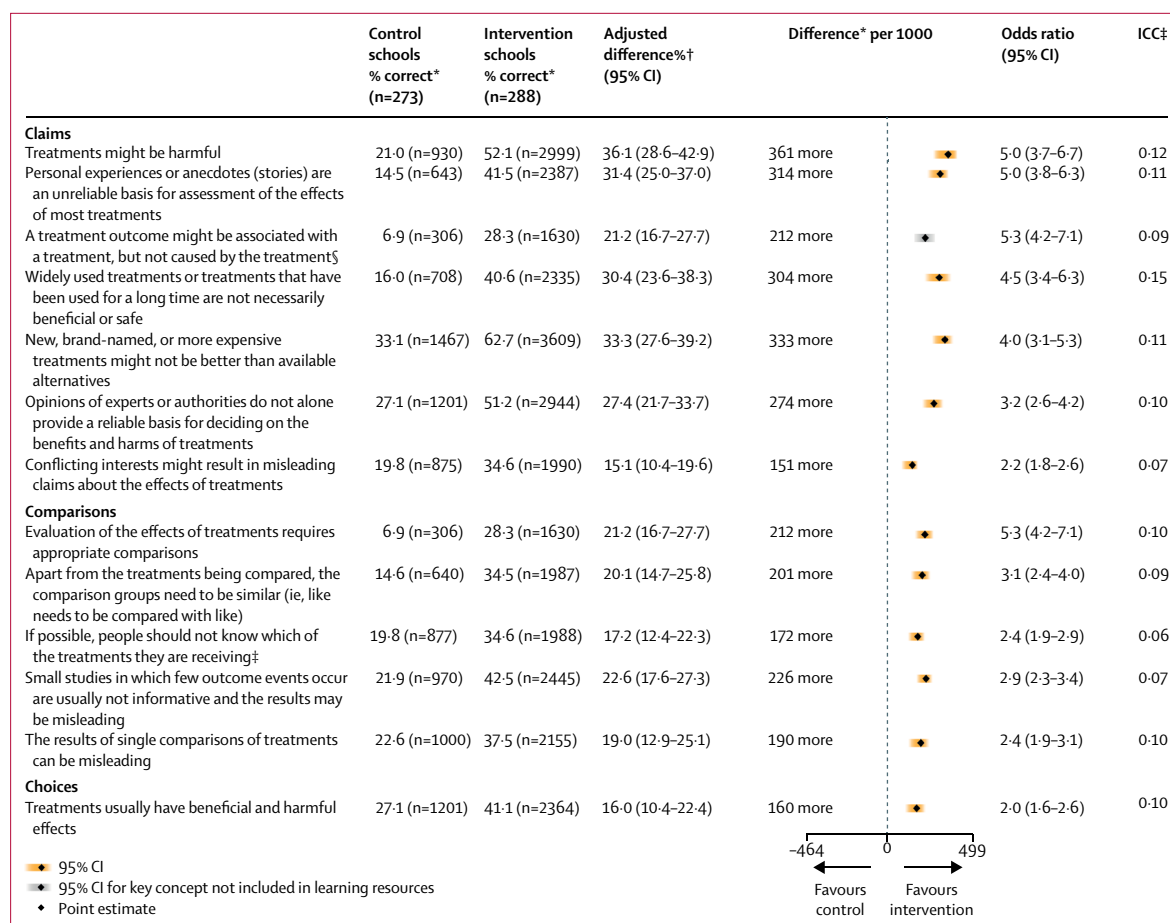 Control Intervention Adjusted Difference* per 1000 Odds ratio ICC‡
schools schools difference%† (95% CI)
% correct* % correct* (95% CI)
(n=273) (n=288)
Claims
Treatments might be harmful 21·0 (n=930) 52·1 (n=2999) 36·1 (28·6–42·9) 361 more 5·0 (3·7–6·7) 0·12
Personal experiences or anecdotes (stories) are 14·5 (n=643) 41·5 (n=2387) 31·4 (25·0–37·0) 314 more 5·0 (3·8–6·3) 0·11
an unreliable basis for assessment of the effects
of most treatments
A treatment outcome might be associated with 6·9 (n=306) 28·3 (n=1630) 21·2 (16·7–27·7) 212 more 5·3 (4·2–7·1) 0·09
a treatment, but not caused by the treatment§
Widely used treatments or treatments that have 16·0 (n=708) 40·6 (n=2335) 30·4 (23·6–38·3) 304 more 4·5 (3·4–6·3) 0·15
been used for a long time are not necessarily
beneficial or safe
New, brand-named, or more expensive 33·1 (n=1467) 62·7 (n=3609) 33·3 (27·6–39·2) 333 more 4·0 (3·1–5·3) 0·11
treatments might not be better than available
alternatives
Opinions of experts or authorities do not alone 27·1 (n=1201) 51·2 (n=2944) 27·4 (21·7–33·7) 274 more 3·2 (2·6–4·2) 0·10
provide a reliable basis for deciding on the
benefits and harms of treatments
Conflicting interests might result in misleading 19·8 (n=875) 34·6 (n=1990) 15·1 (10·4–19·6) 151 more 2·2 (1·8–2·6) 0·07
claims about the effects of treatments
Comparisons
Evaluation of the effects of treatments requires 6·9 (n=306) 28·3 (n=1630) 21·2 (16·7–27·7) 212 more 5·3 (4·2–7·1) 0·10
appropriate comparisons
Apart from the treatments being compared, the 14·6 (n=640) 34·5 (n=1987) 20·1 (14·7–25·8) 201 more 3·1 (2·4–4·0) 0·09
comparison groups need to be similar (ie, like
needs to be compared with like)
If possible, people should not know which of 19·8 (n=877) 34·6 (n=1988) 17·2 (12·4–22·3) 172 more 2·4 (1·9–2·9) 0·06
the treatments they are receiving‡
Small studies in which few outcome events occur 21·9 (n=970) 42·5 (n=2445) 22·6 (17·6–27·3) 226 more 2·9 (2·3–3·4) 0·07
are usually not informative and the results may
be misleading
The results of single comparisons of treatments 22·6 (n=1000) 37·5 (n=2155) 19·0 (12·9–25·1) 190 more 2·4 (1·9–3·1) 0·10
can be misleading
Choices
Treatments usually have beneficial and harmful 27·1 (n=1201) 41·1 (n=2364) 16·0 (10·4–22·4) 160 more 2·0 (1·6–2·6) 0·10
effects
–464 0 499
95% CI
95% CI for key concept not included in learning resources
Point estimate
Favours Favours
control intervention